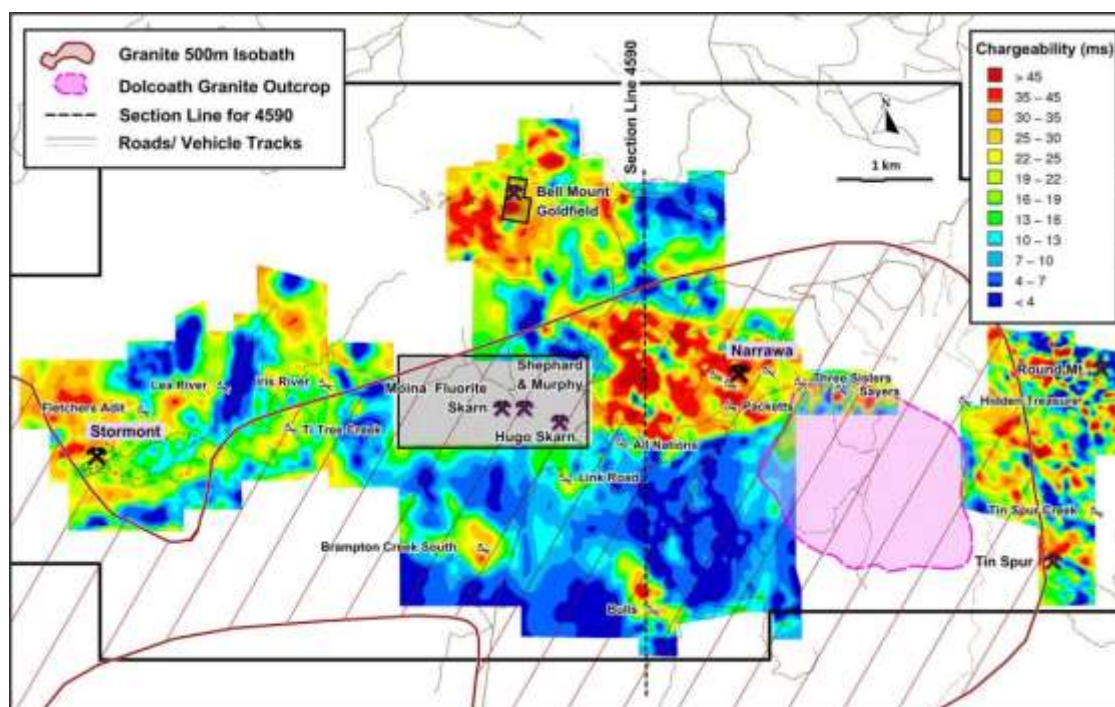 Granite 500m Isobath
Dolcoath Granite Outcrop
Section Line for 4590
Roads/ Vehicle Tracks
Section Line 4590
N
1 km
Chargeability (ms)
> 45
35 – 45
30 – 35
25 – 30
22 – 25
19 – 22
16 – 19
13 – 16
10 – 13
7 – 10
4 – 7
< 4
Bell Mount
Goldfield
Narrawa
Three Sisters
Sayers
Packetts
Round Mt
Hidden Treasure
Shephard
& Murphy
Moina Fluorite
Skarn
Hugo Skarn
Lea River
Iris River
Fletchers Adit
Ti Tree Creek
Stormont
All Nations
Link Road
Tin Spur Creek
Brampton Creek South
Tin Spur
Bulls